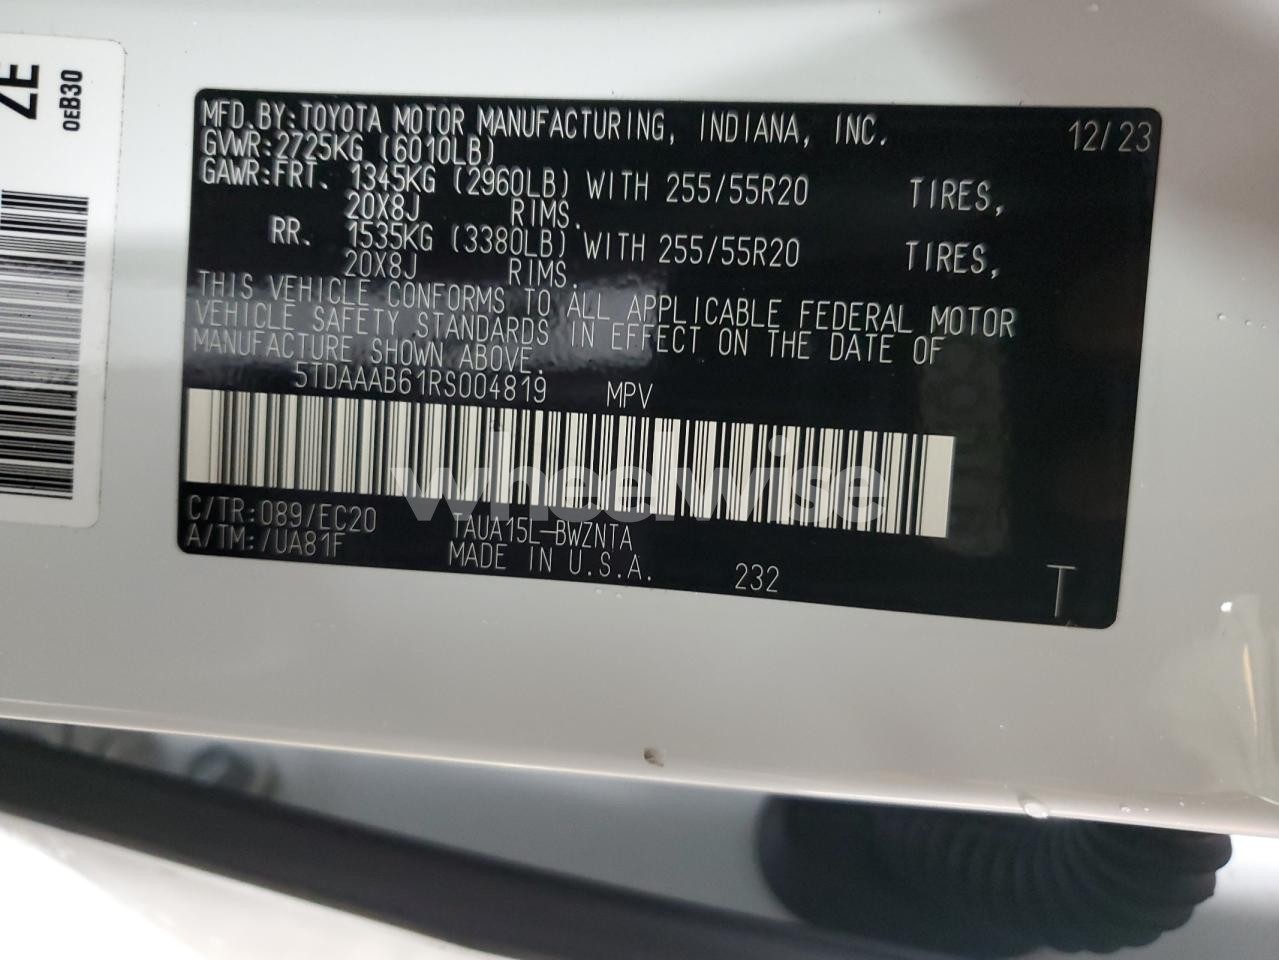 ZE
0EB30
MFD. BY: TOYOTA MOTOR MANUFACTURING, INDIANA, INC. 12/23
GVWR: 2725KG (6010LB)
GAWR: FRT. 1345KG (2960LB) WITH 255/55R20 TIRES,
20X8J RIMS.
RR. 1535KG (3380LB) WITH 255/55R20 TIRES,
20X8J RIMS.
THIS VEHICLE CONFORMS TO ALL APPLICABLE FEDERAL MOTOR
VEHICLE SAFETY STANDARDS IN EFFECT ON THE DATE OF
MANUFACTURE SHOWN ABOVE.
5TDAAAB61RS004819 MPV
wheelwise
C/TR: 089/EC20 TAUA15L-BWZNTA
A/TM: /UA81F MADE IN U.S.A. 232 T